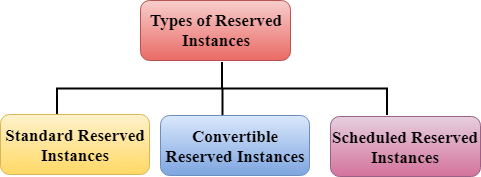 Types of Reserved
Instances
Standard Reserved
Instances
Convertible
Reserved Instances
Scheduled Reserved
Instances